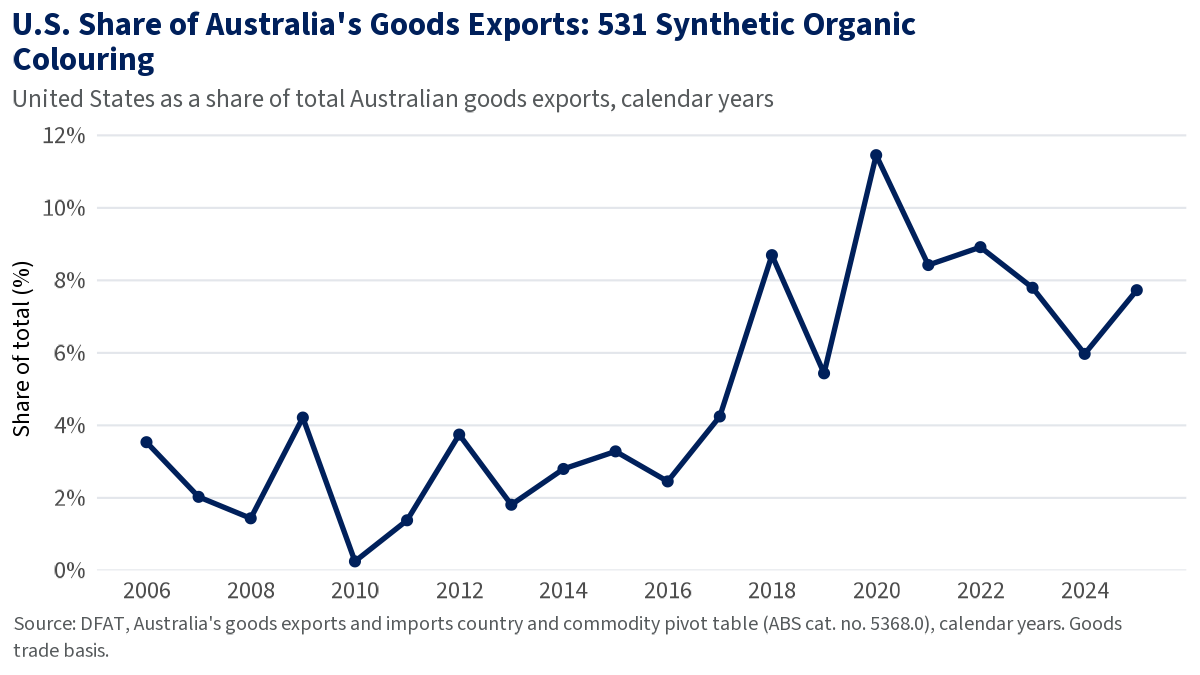 U.S. Share of Australia's Goods Exports: 531 Synthetic Organic
Colouring
United States as a share of total Australian goods exports, calendar years
12%
10%
8%
6%
4%
2%
0%
Share of total (%)
2006 2008 2010 2012 2014 2016 2018 2020 2022 2024
Source: DFAT, Australia's goods exports and imports country and commodity pivot table (ABS cat. no. 5368.0), calendar years. Goods
trade basis.